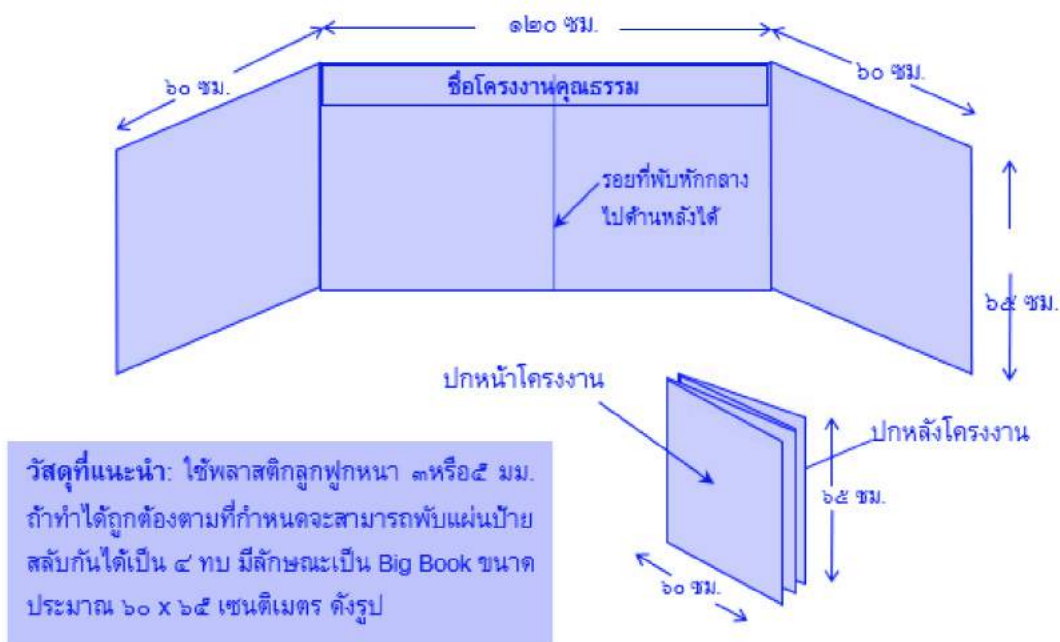 ๑๒๐ ซม.
๖๐ ซม.
๖๐ ซม.
ชื่อโครงงานคุณธรรม
รอยที่พับหักกลาง
ไปด้านหลังได้
๖๕ ซม.
ปกหน้าโครงงาน
ปกหลังโครงงาน
๖๕ ซม.
๖๐ ซม.
วัสดุที่แนะนำ: ใช้พลาสติกลูกฟูกหนา ๓หรือ๕ มม.
ถ้าทำได้ถูกต้องตามที่กำหนดจะสามารถพับแผ่นป้าย
สลับกันได้เป็น ๔ ทบ มีลักษณะเป็น Big Book ขนาด
ประมาณ ๖๐ x ๖๕ เซนติเมตร ดังรูป